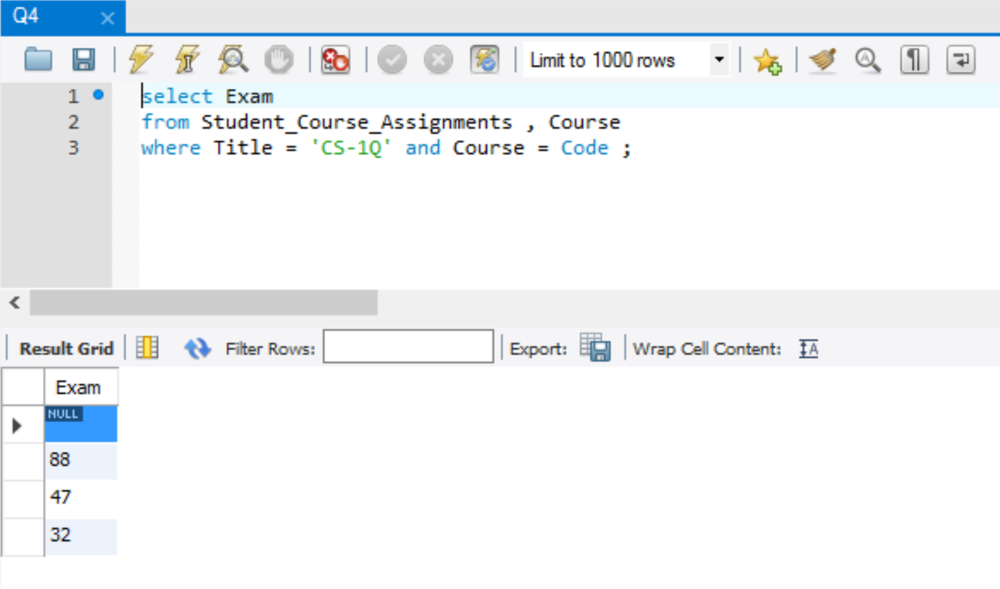 Q4
Limit to 1000 rows
1 select Exam
2 from Student_Course_Assignments , Course
3 where Title = 'CS-1Q' and Course = Code ;
Result Grid Filter Rows: Export: Wrap Cell Content:
Exam
NULL
88
47
32